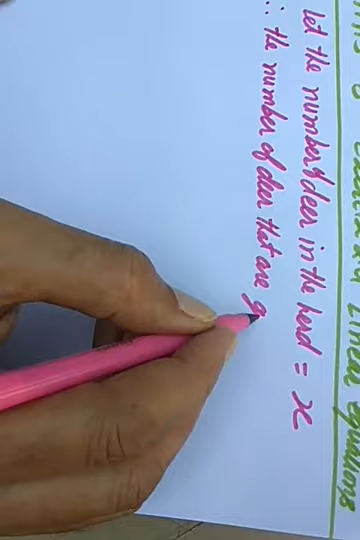 Linear Equations
Let the number of deer in the herd = x
∴ the number of deer that are g